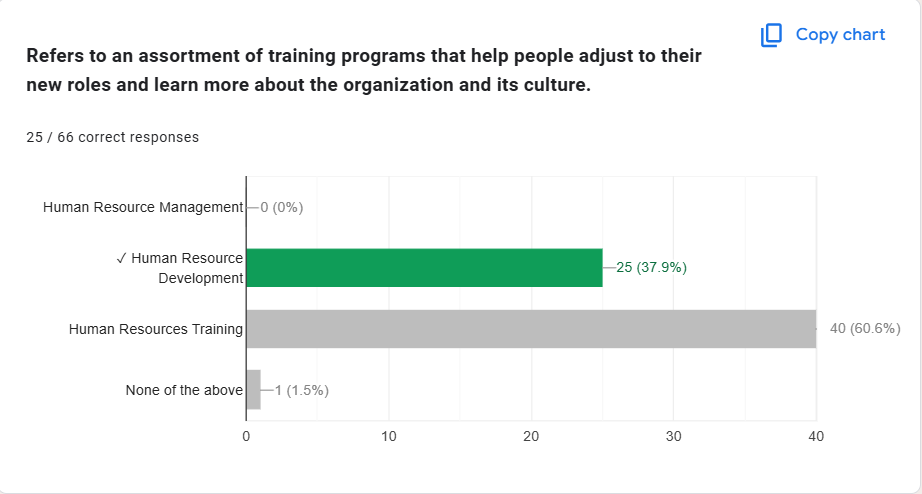 Copy chart
Refers to an assortment of training programs that help people adjust to their
new roles and learn more about the organization and its culture.
25 / 66 correct responses
Human Resource Management
0 (0%)
✓ Human Resource
Development
25 (37.9%)
Human Resources Training
40 (60.6%)
None of the above
1 (1.5%)
0 10 20 30 40